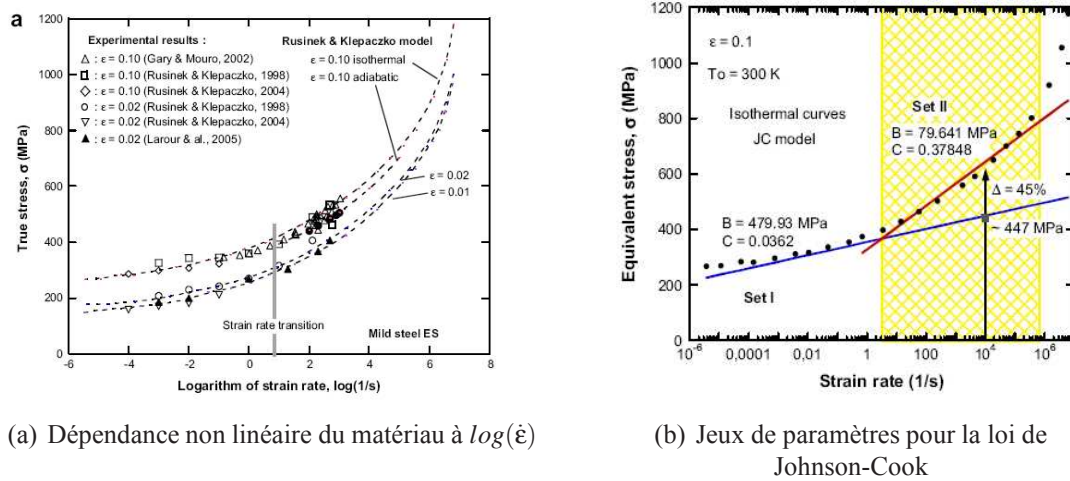 a
Experimental results :
△ : ε = 0.10 (Gary & Mouro, 2002)
□ : ε = 0.10 (Rusinek & Klepaczko, 1998)
◇ : ε = 0.10 (Rusinek & Klepaczko, 2004)
○ : ε = 0.02 (Rusinek & Klepaczko, 1998)
▽ : ε = 0.02 (Rusinek & Klepaczko, 2004)
▲ : ε = 0.02 (Larour & al., 2005)
Rusinek & Klepaczko model
ε = 0.10 isothermal
ε = 0.10 adiabatic
ε = 0.02
ε = 0.01
Strain rate transition
Mild steel ES
True stress, σ (MPa)
1200
1000
800
600
400
200
0
-6 -4 -2 0 2 4 6 8
Logarithm of strain rate, log(1/s)
(a) Dépendance non linéaire du matériau à log(ε̇)
Equivalent stress, σ (MPa)
1200
1000
800
600
400
200
0
ε = 0.1
To = 300 K
Isothermal curves
JC model
Set II
B = 79.641 MPa
C = 0.37848
Δ = 45%
~ 447 MPa
B = 479.93 MPa
C = 0.0362
Set I
10⁻⁶ 0,0001 0,01 1 100 10⁴ 10⁶
Strain rate (1/s)
(b) Jeux de paramètres pour la loi de
Johnson-Cook